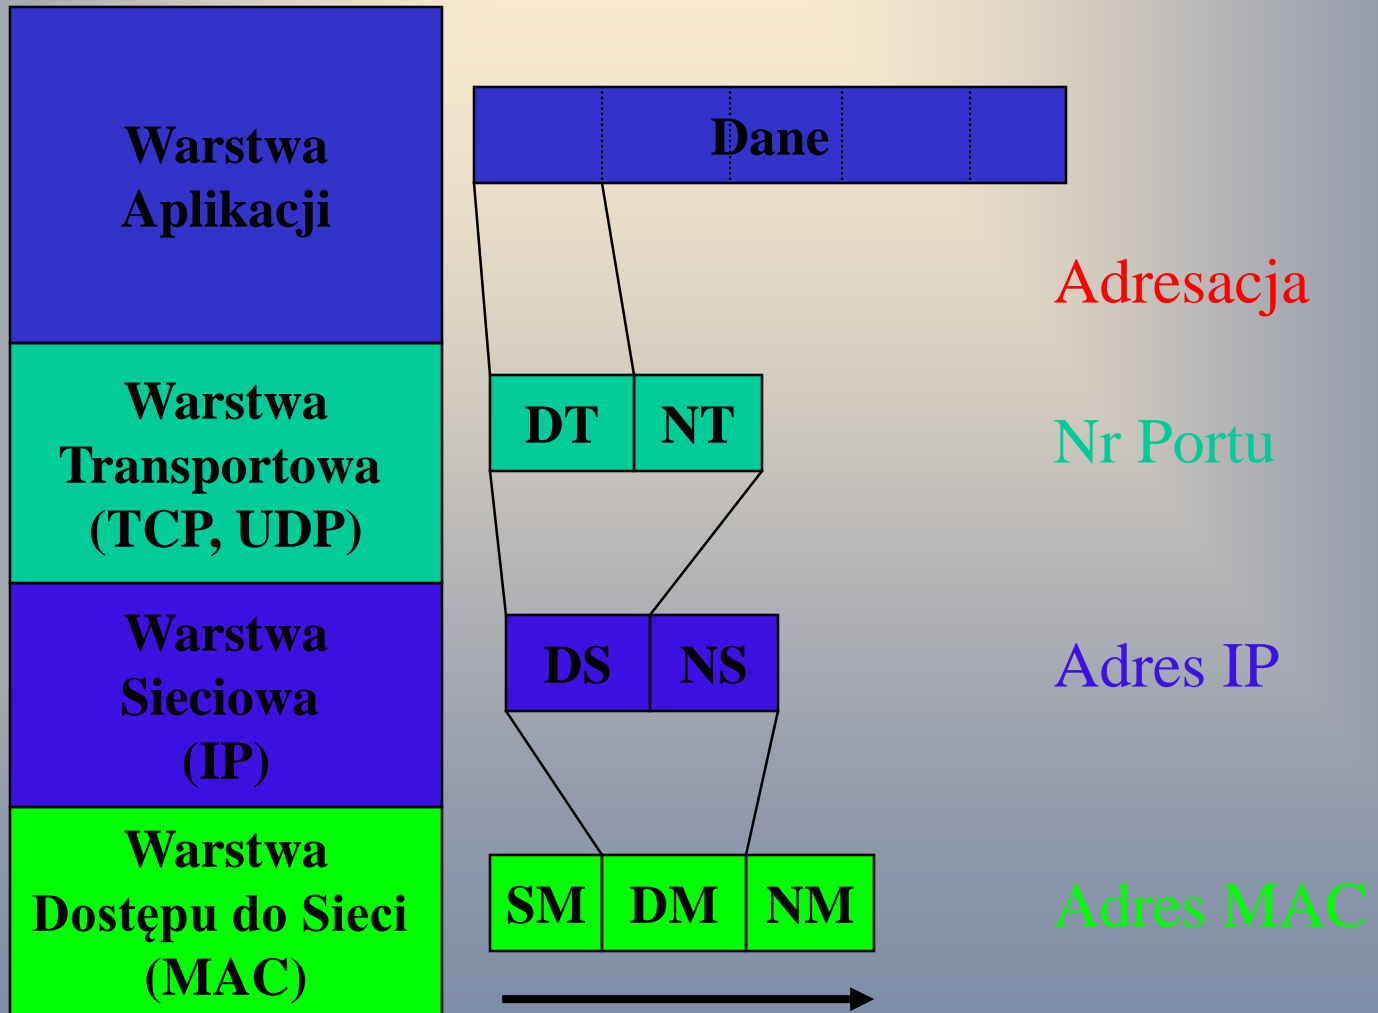 Warstwa
Aplikacji
Dane
Adresacja
Warstwa
Transportowa
(TCP, UDP)
DT NT
Nr Portu
Warstwa
Sieciowa
(IP)
DS NS
Adres IP
Warstwa
Dostępu do Sieci
(MAC)
SM DM NM
Adres MAC